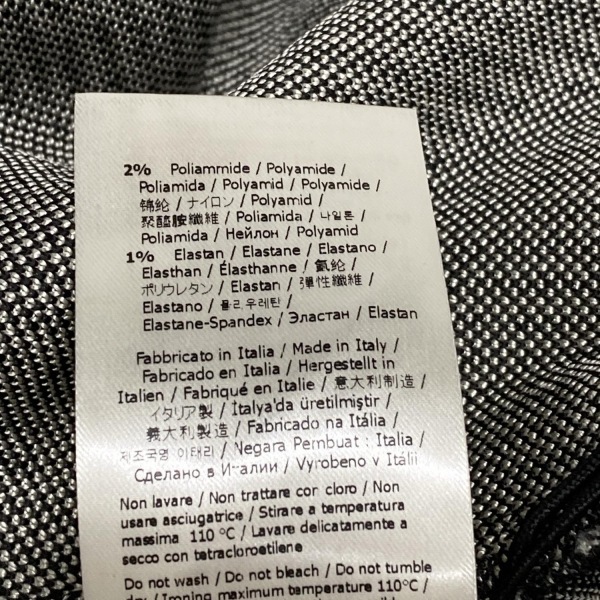 2% Poliammide / Polyamide /
Poliamida / Polyamid / Polyamide /
锦纶 / ナイロン / Polyamid /
聚醯胺纖維 / Poliamida / 나일론 /
Poliamida / Нейлон / Polyamid
1% Elastan / Elastane / Elastano /
Elasthan / Élasthanne / 氨纶 /
ポリウレタン / Elastan / 彈性纖維 /
Elastano / 폴리우레탄 /
Elastane-Spandex / Эластан / Elastan
Fabbricato in Italia / Made in Italy /
Fabricado en Italia / Hergestellt in
Italien / Fabriqué en Italie / 意大利制造 /
イタリア製 / İtalya'da üretilmiştir /
義大利製造 / Fabricado na Itália /
제조국명 이태리 / Negara Pembuat : Italia /
Сделано в Италии / Vyrobeno v Itálii
Non lavare / Non trattare con cloro / Non
usare asciugatrice / Stirare a temperatura
massima 110°C / Lavare delicatamente a
secco con tetracloroetilene
Do not wash / Do not bleach / Do not tumble
dry / Ironing maximum temperature 110°C /